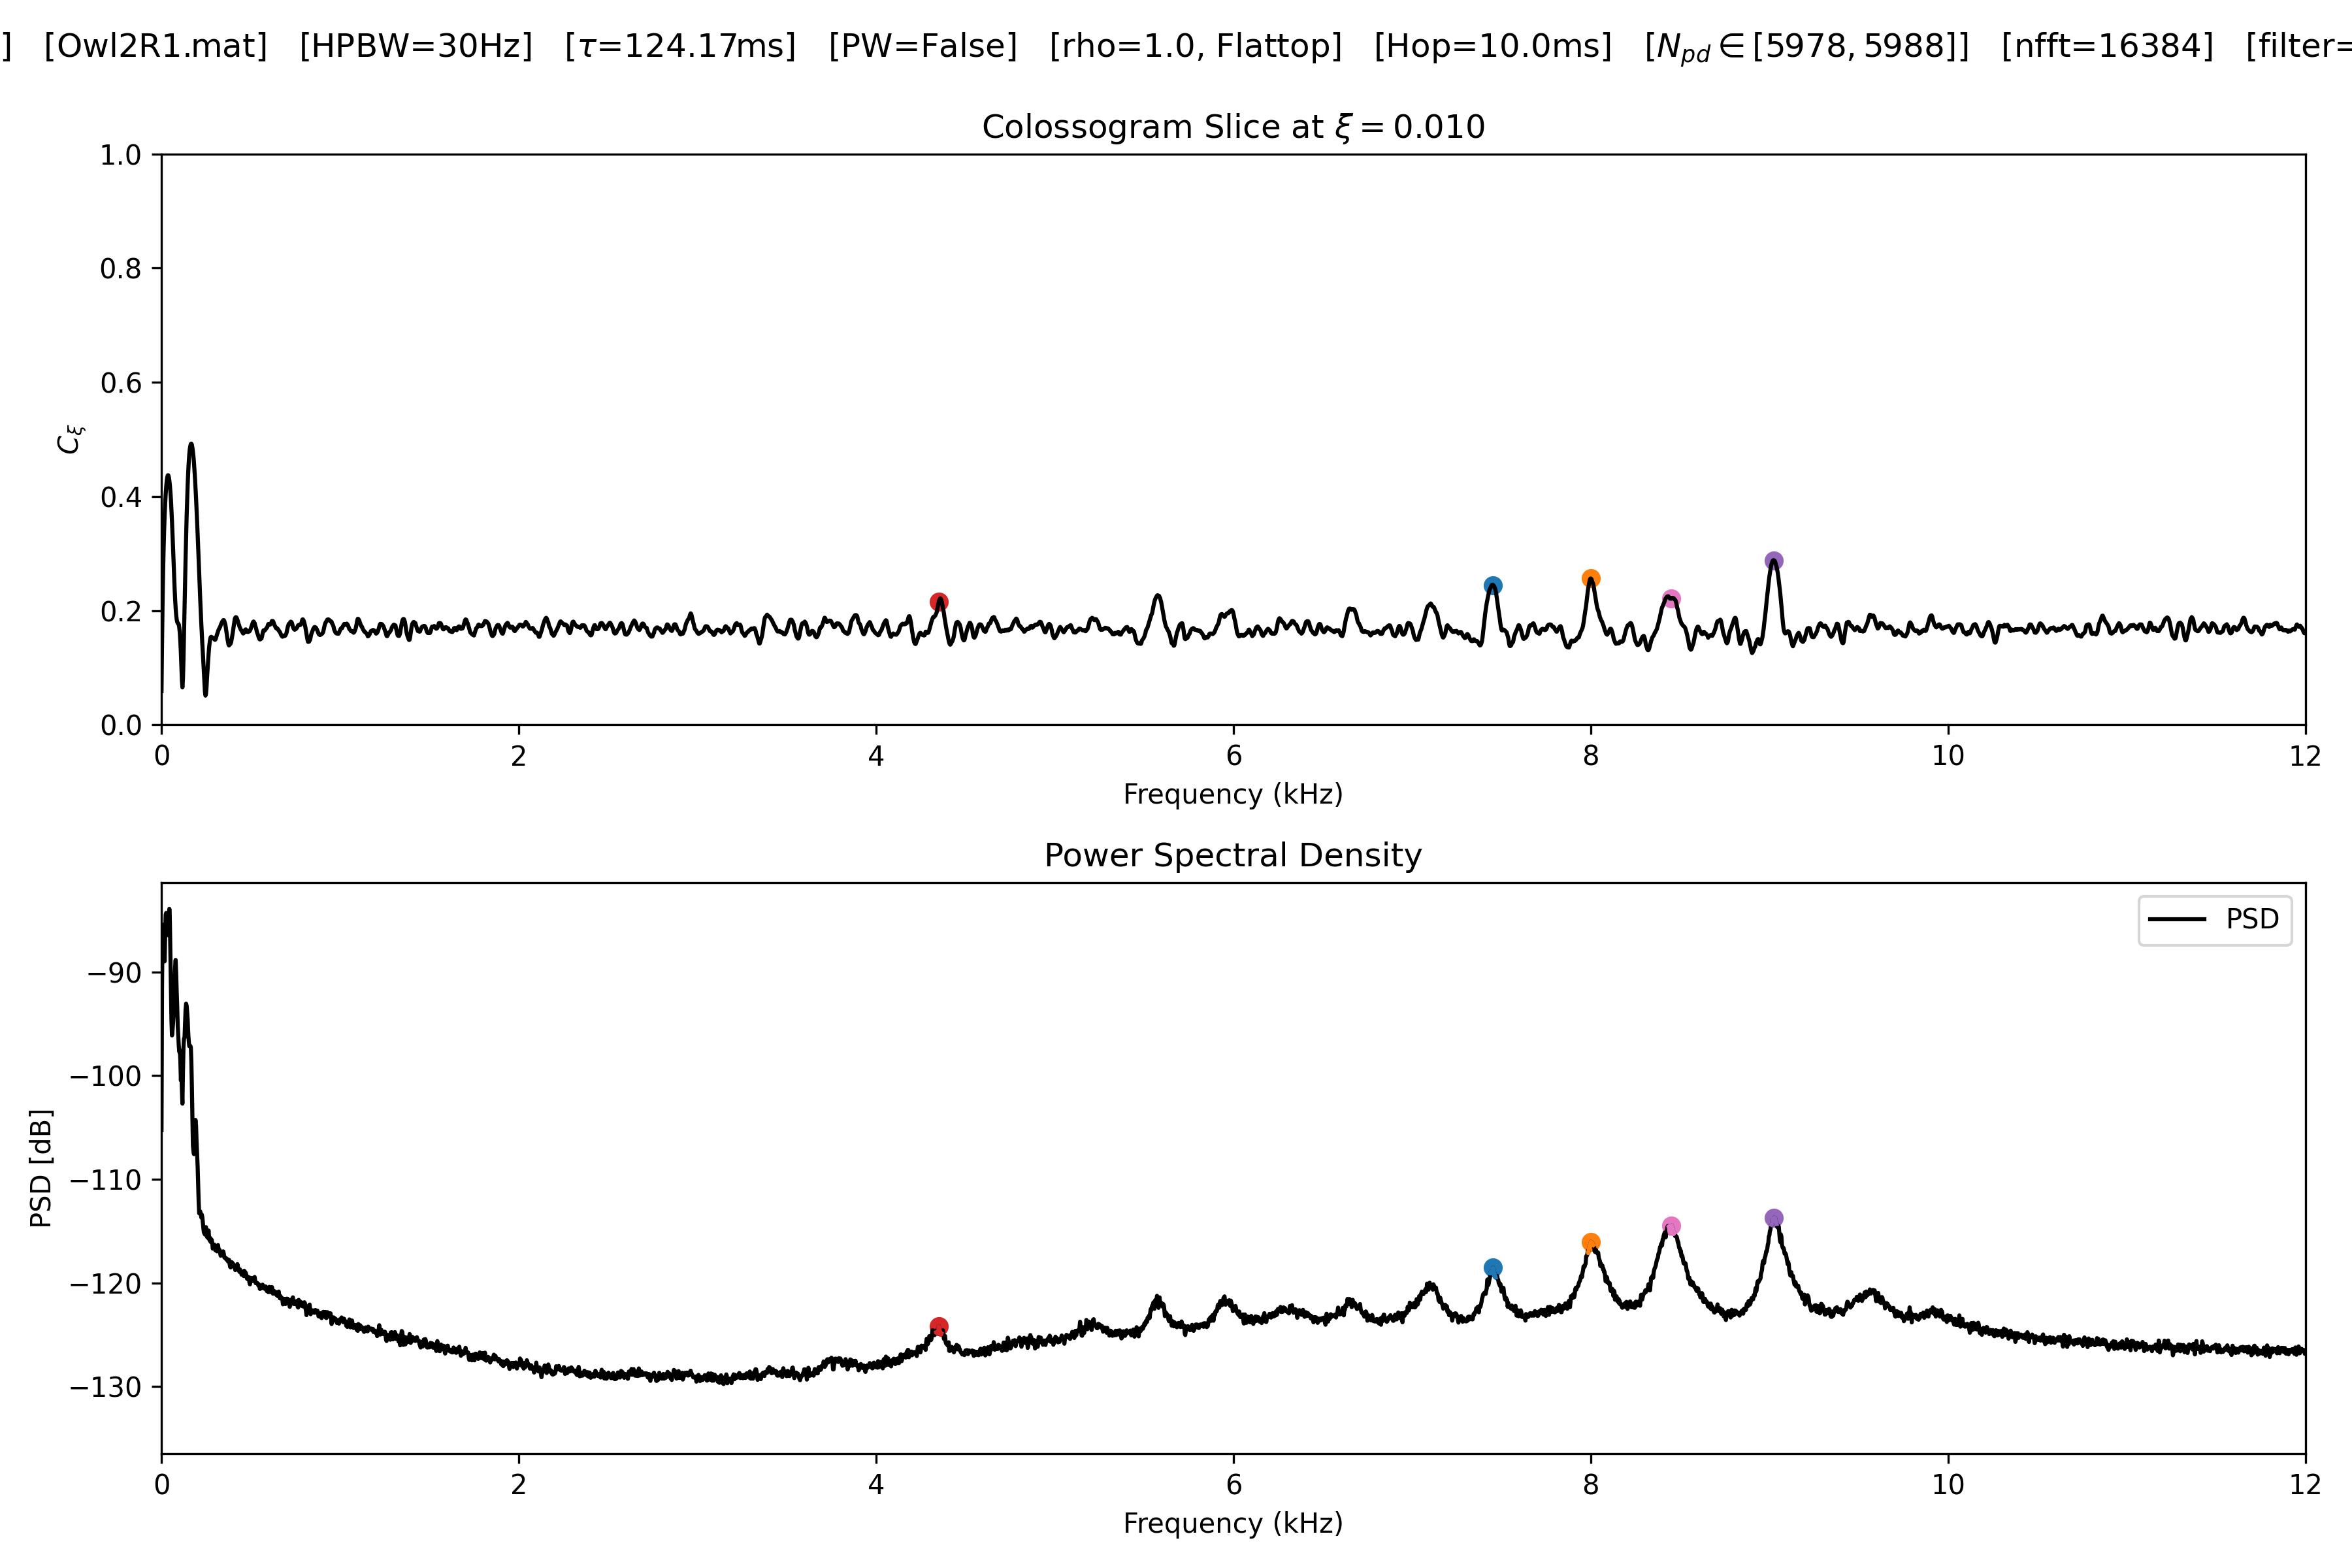 ] [Owl2R1.mat] [HPBW=30Hz] [τ=124.17ms] [PW=False] [rho=1.0, Flattop] [Hop=10.0ms] [N_pd ∈ [5978, 5988]] [nfft=16384] [filter=
Colossogram Slice at ξ = 0.010
1.0
0.8
0.6
0.4
0.2
0.0
C_ξ
0 2 4 6 8 10 12
Frequency (kHz)
Power Spectral Density
PSD
−90
−100
−110
−120
−130
PSD [dB]
0 2 4 6 8 10 12
Frequency (kHz)